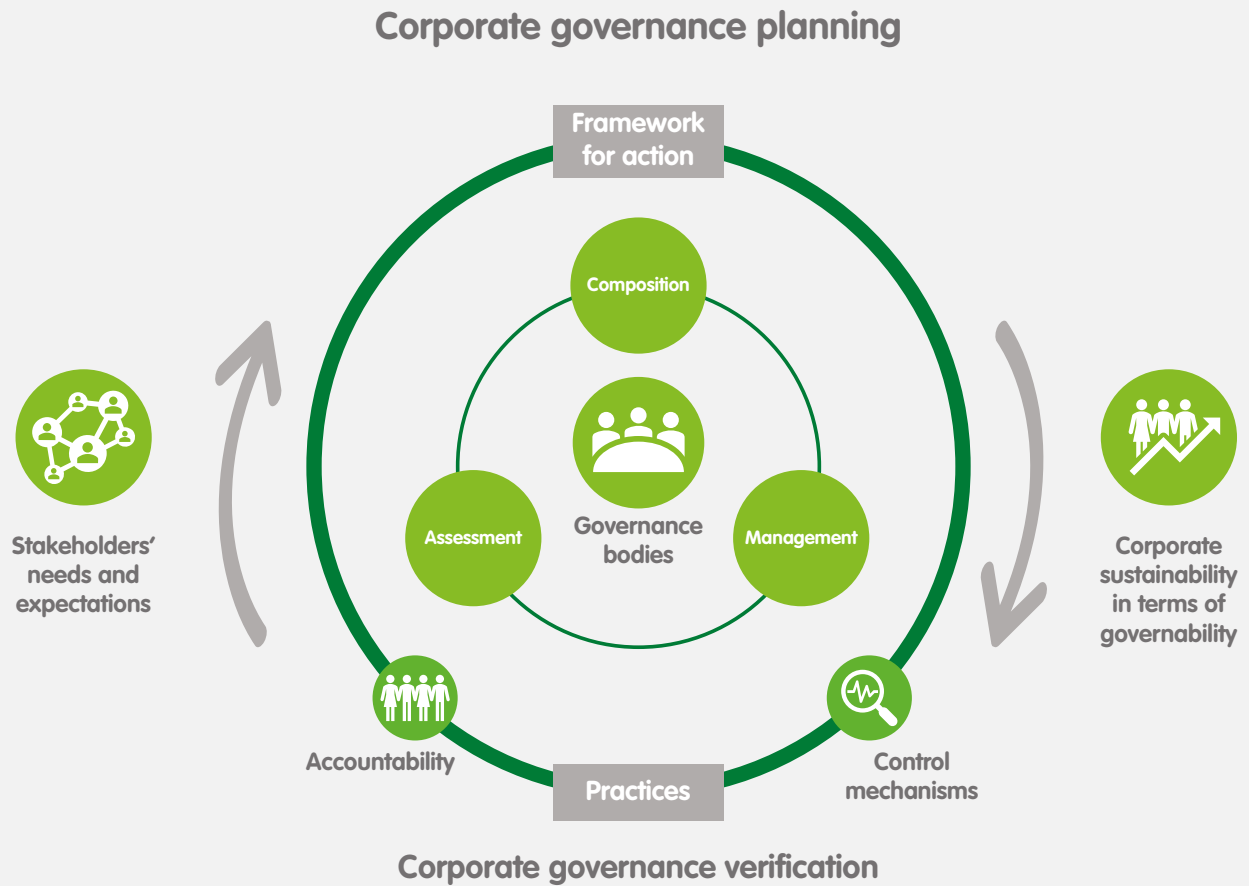 Corporate governance planning
Framework
for action
Composition
Assessment
Governance
bodies
Management
Stakeholders’
needs and
expectations
Corporate
sustainability
in terms of
governability
Accountability
Practices
Control
mechanisms
Corporate governance verification